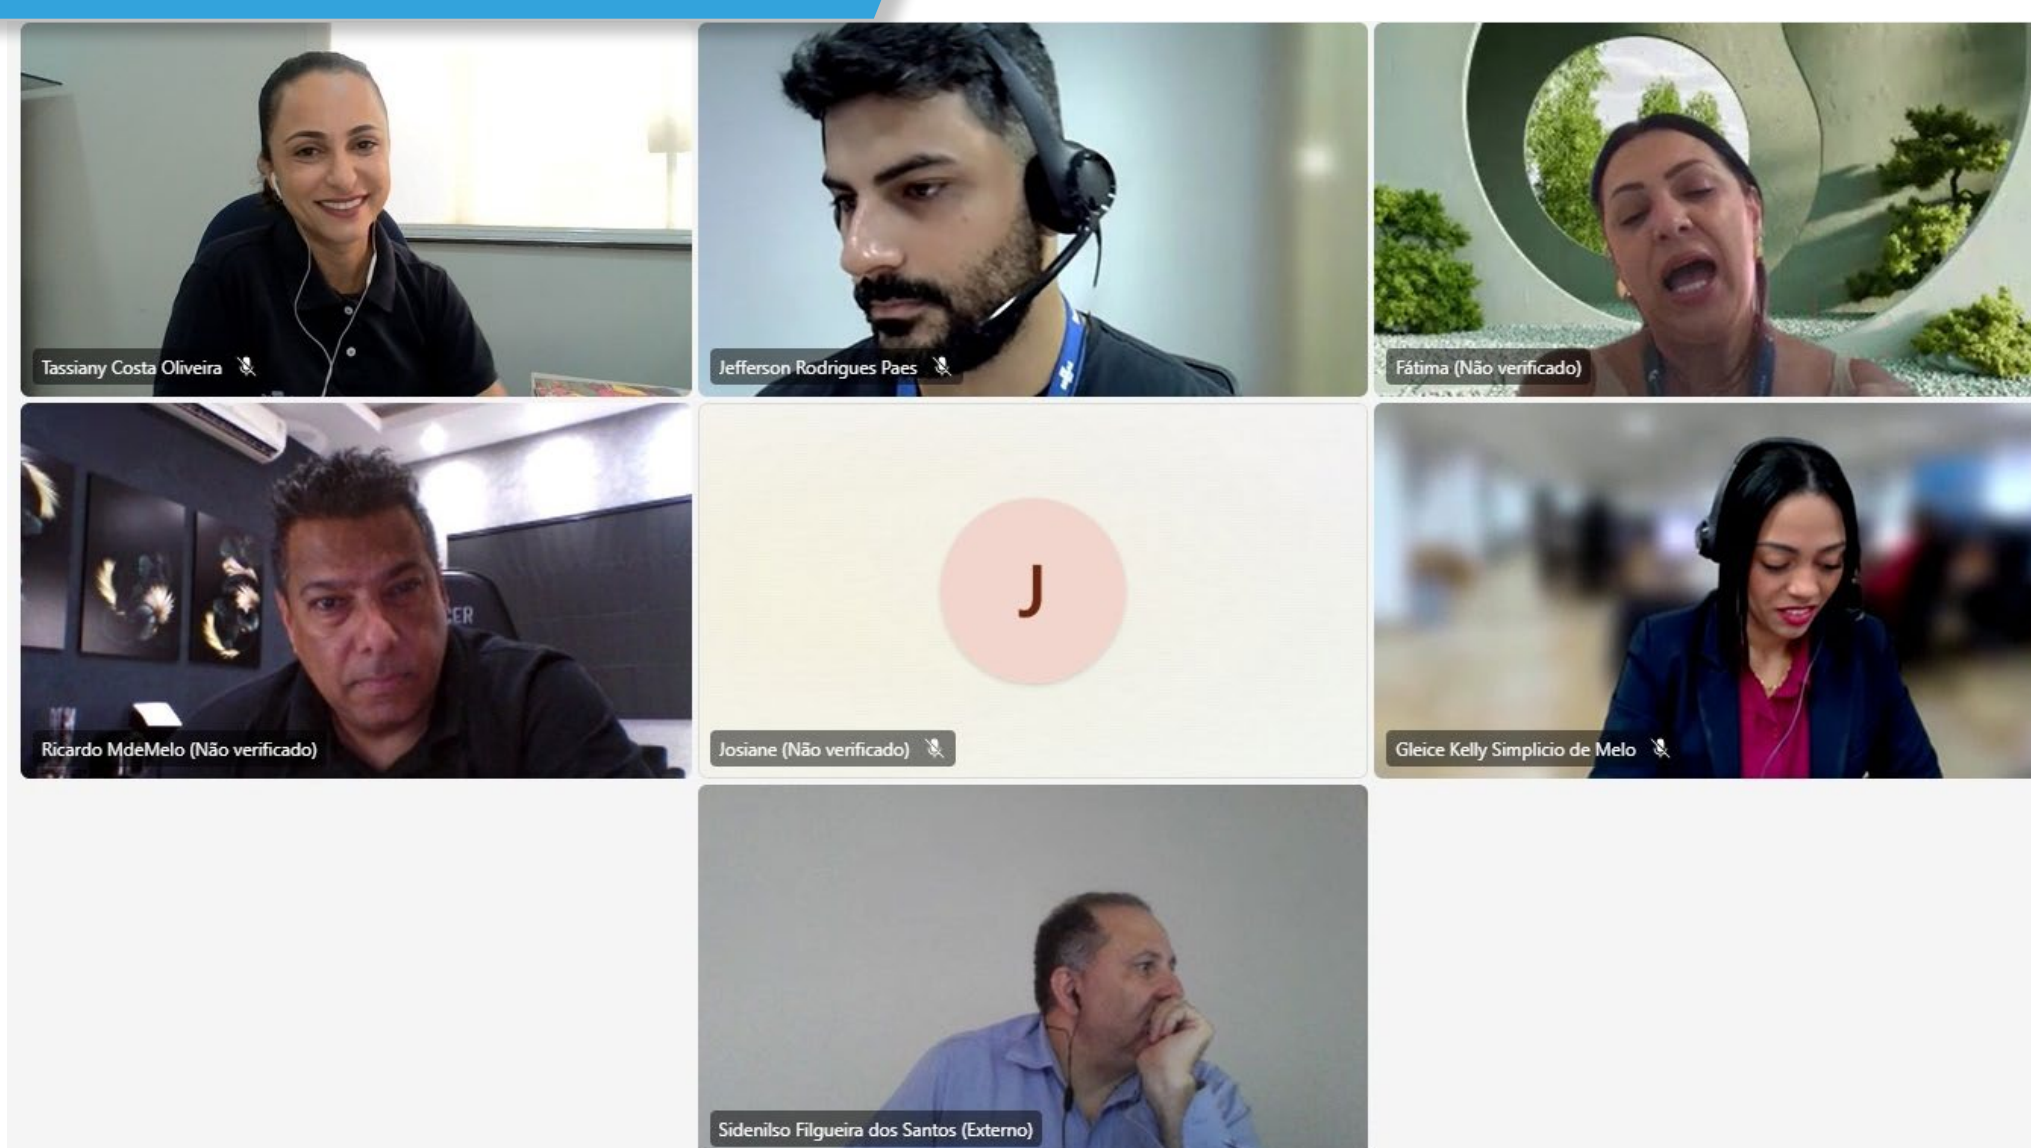 Tassiany Costa Oliveira
Jefferson Rodrigues Paes
Fátima (Não verificado)
CER
Ricardo MdeMelo (Não verificado)
J
Josiane (Não verificado)
Gleice Kelly Simplicio de Melo
Sidenilso Filgueira dos Santos (Externo)